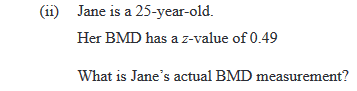 (ii) Jane is a 25-year-old.
Her BMD has a z-value of 0.49
What is Jane's actual BMD measurement?